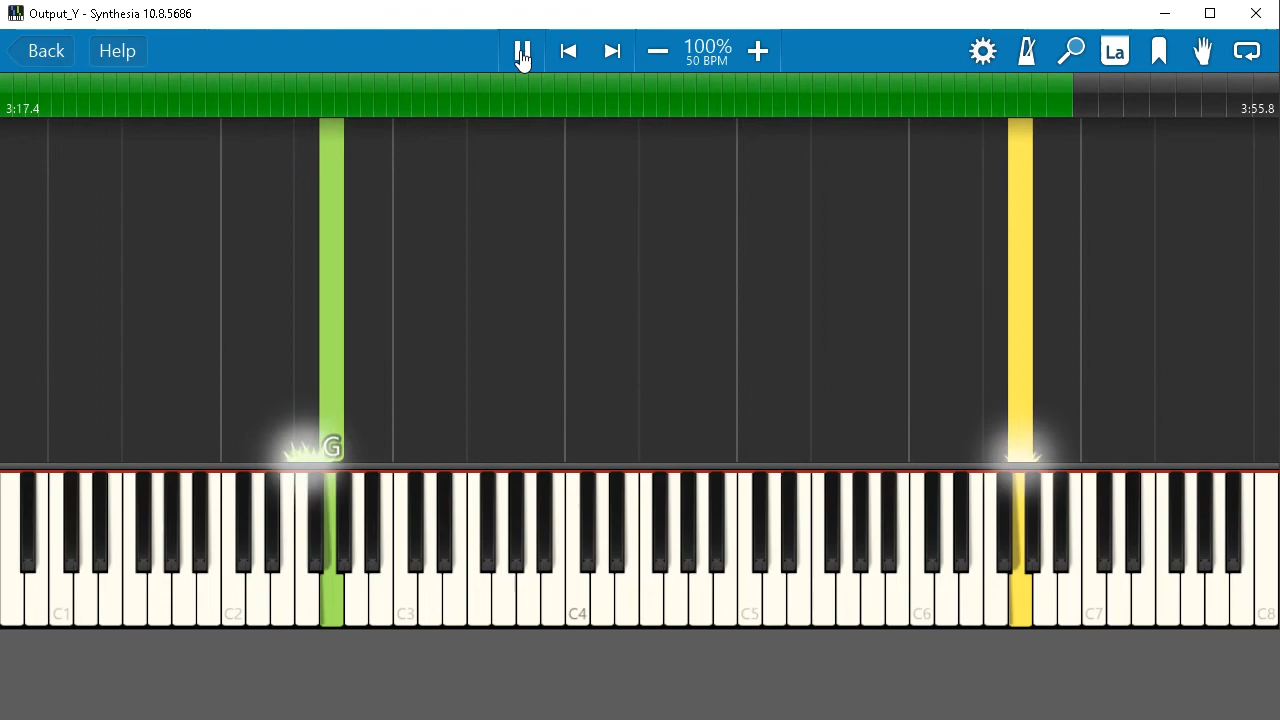 Output_Y - Synthesia 10.8.5686
Back
Help
100%
50 BPM
La
3:17.4
3:55.8
G
C1
C2
C3
C4
C5
C6
C7
C8